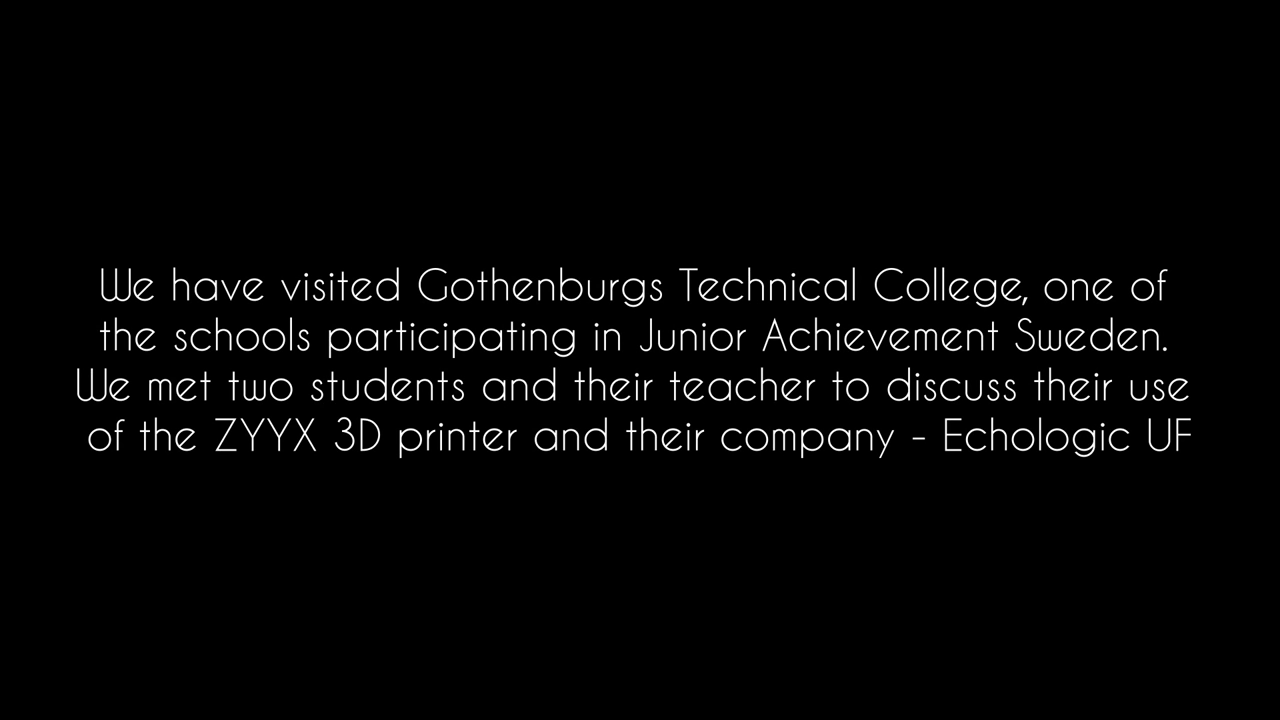 We have visited Gothenburgs Technical College, one of
the schools participating in Junior Achievement Sweden.
We met two students and their teacher to discuss their use
of the ZYYX 3D printer and their company - Echologic UF